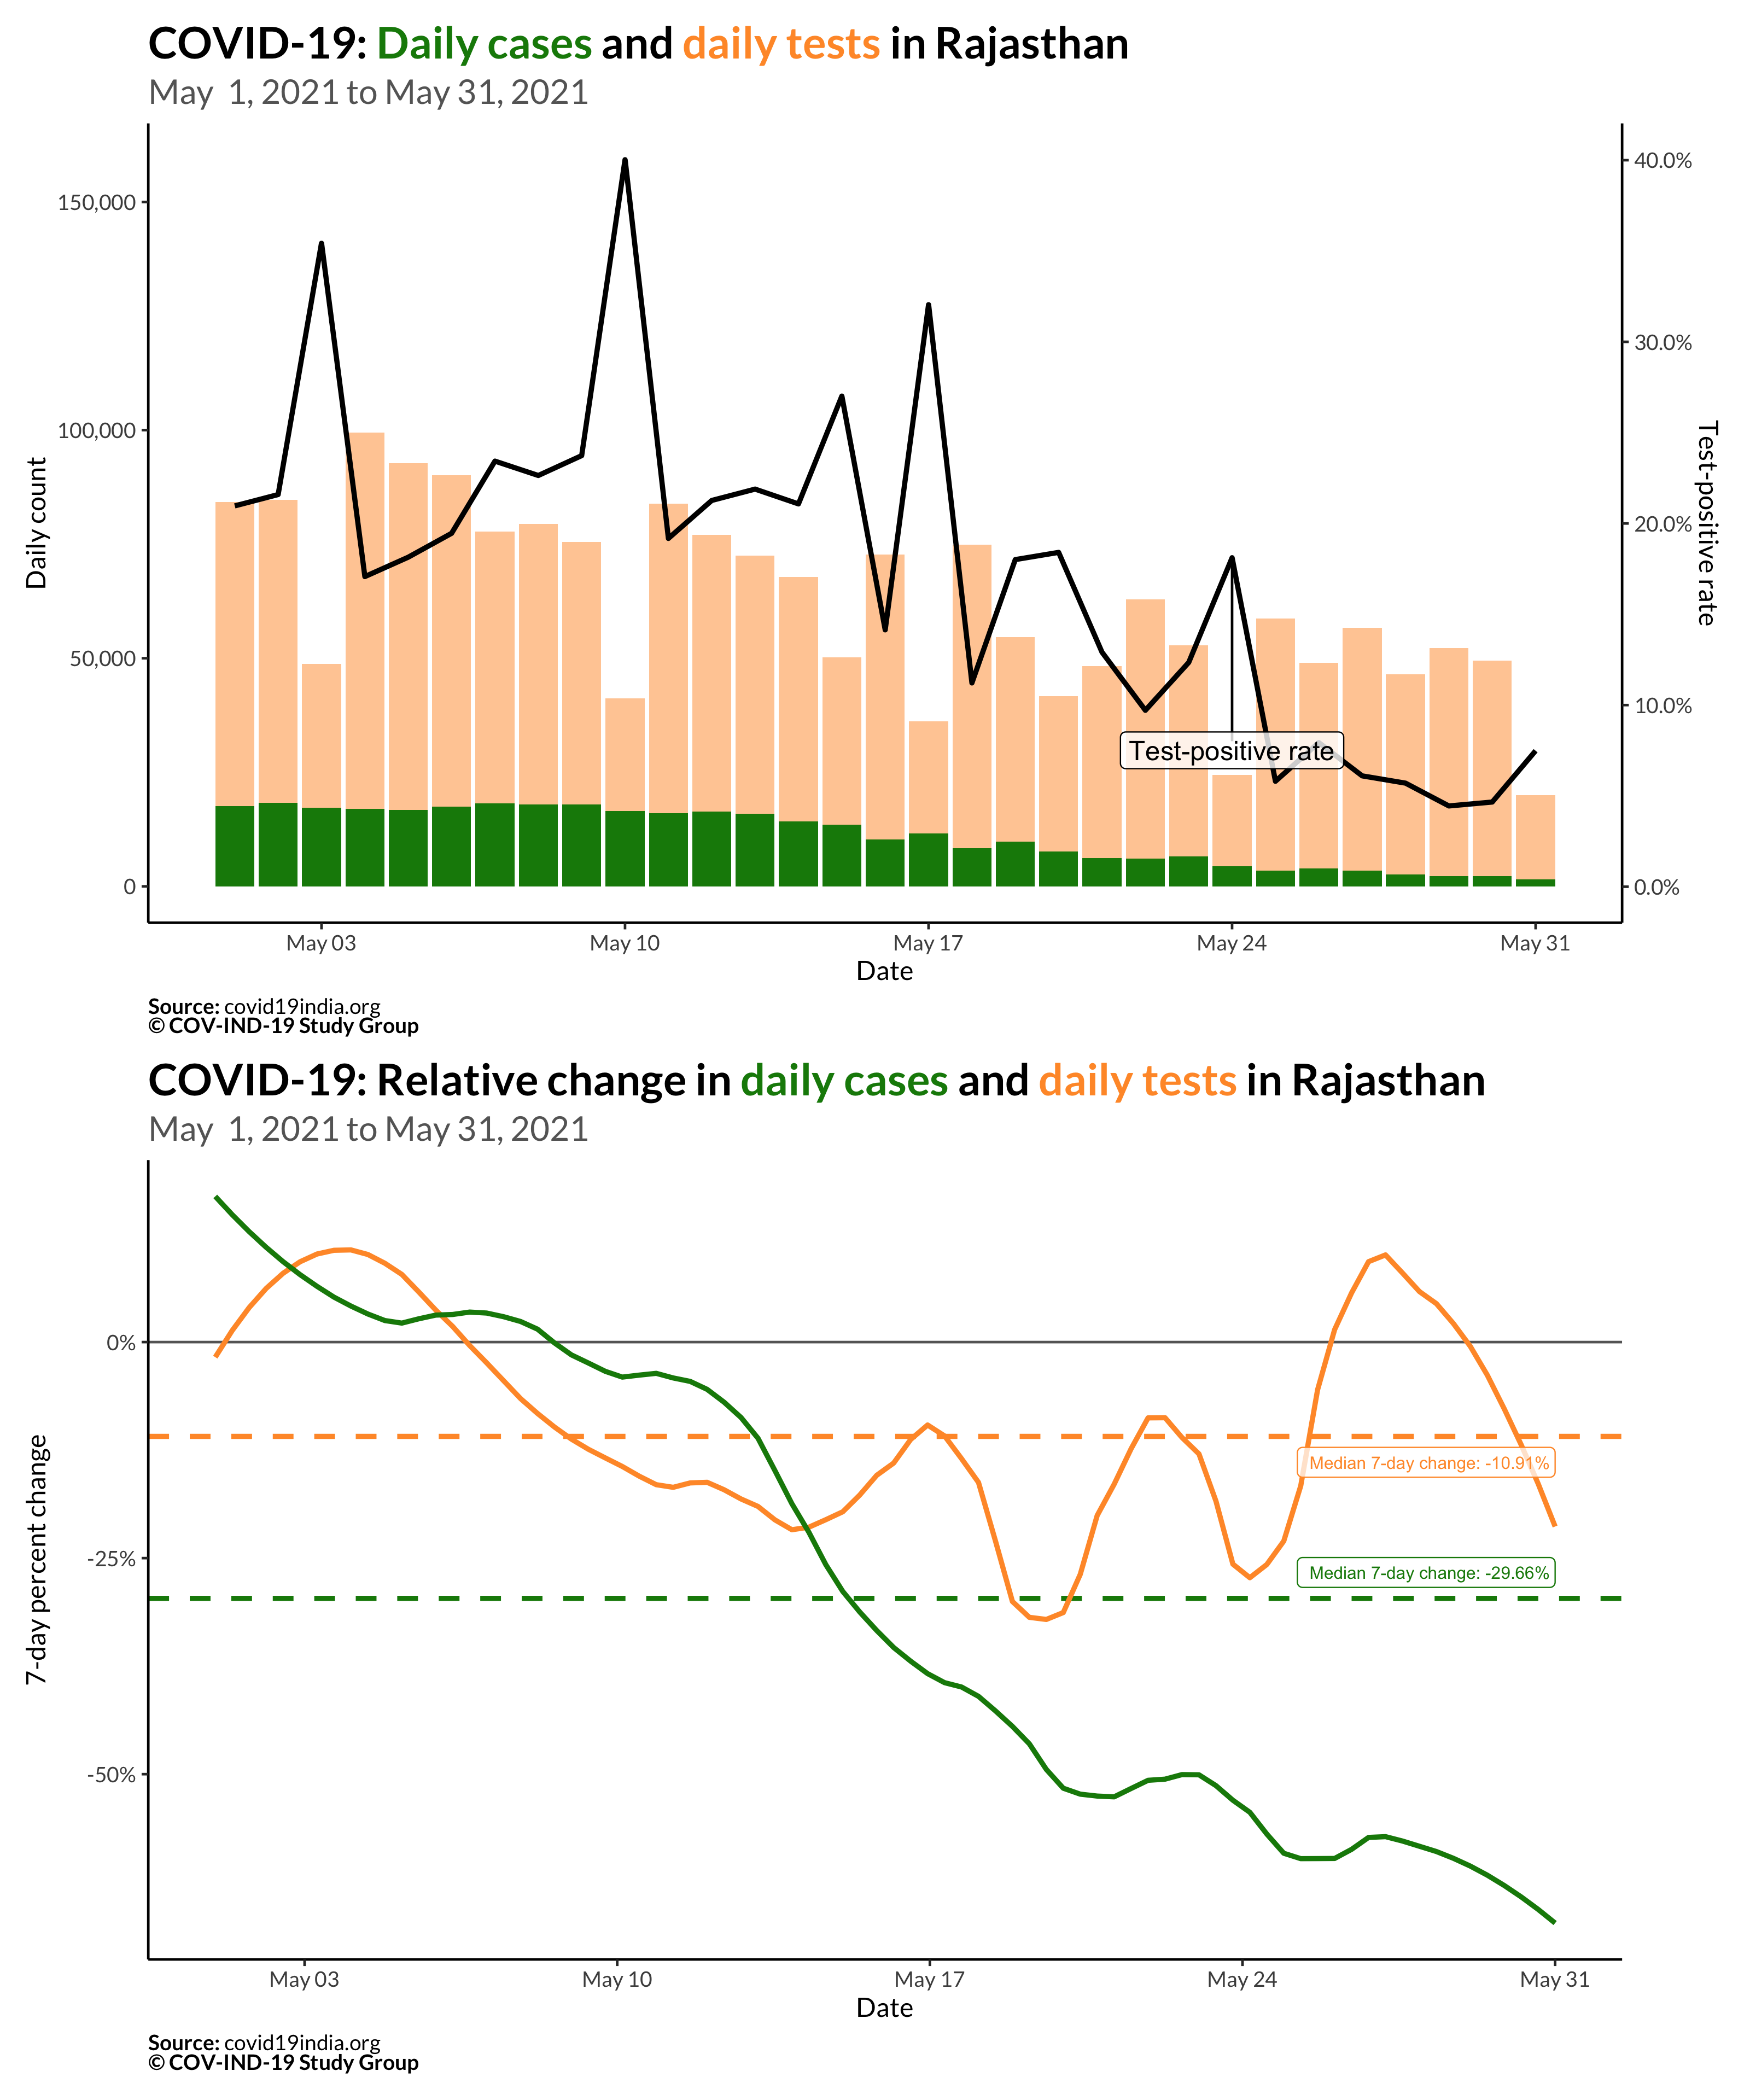 COVID-19: Daily cases and daily tests in Rajasthan
May 1, 2021 to May 31, 2021
150,000
100,000
50,000
0
Daily count
40.0%
30.0%
20.0%
10.0%
0.0%
Test-positive rate
Test-positive rate
May 03
May 10
May 17
May 24
May 31
Date
Source: covid19india.org
© COV-IND-19 Study Group
COVID-19: Relative change in daily cases and daily tests in Rajasthan
May 1, 2021 to May 31, 2021
0%
-25%
-50%
7-day percent change
Median 7-day change: -10.91%
Median 7-day change: -29.66%
May 03
May 10
May 17
May 24
May 31
Date
Source: covid19india.org
© COV-IND-19 Study Group